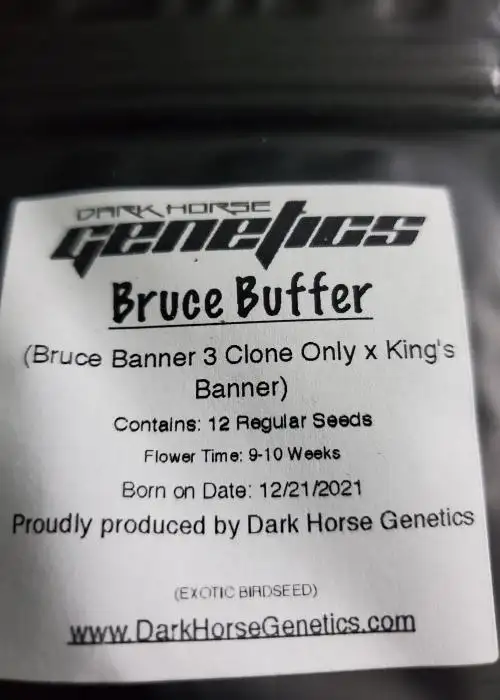 DARK HORSE
GENETICS
Bruce Buffer
(Bruce Banner 3 Clone Only x King's
Banner)
Contains: 12 Regular Seeds
Flower Time: 9-10 Weeks
Born on Date: 12/21/2021
Proudly produced by Dark Horse Genetics
(EXOTIC BIRDSEED)
www.DarkHorseGenetics.com